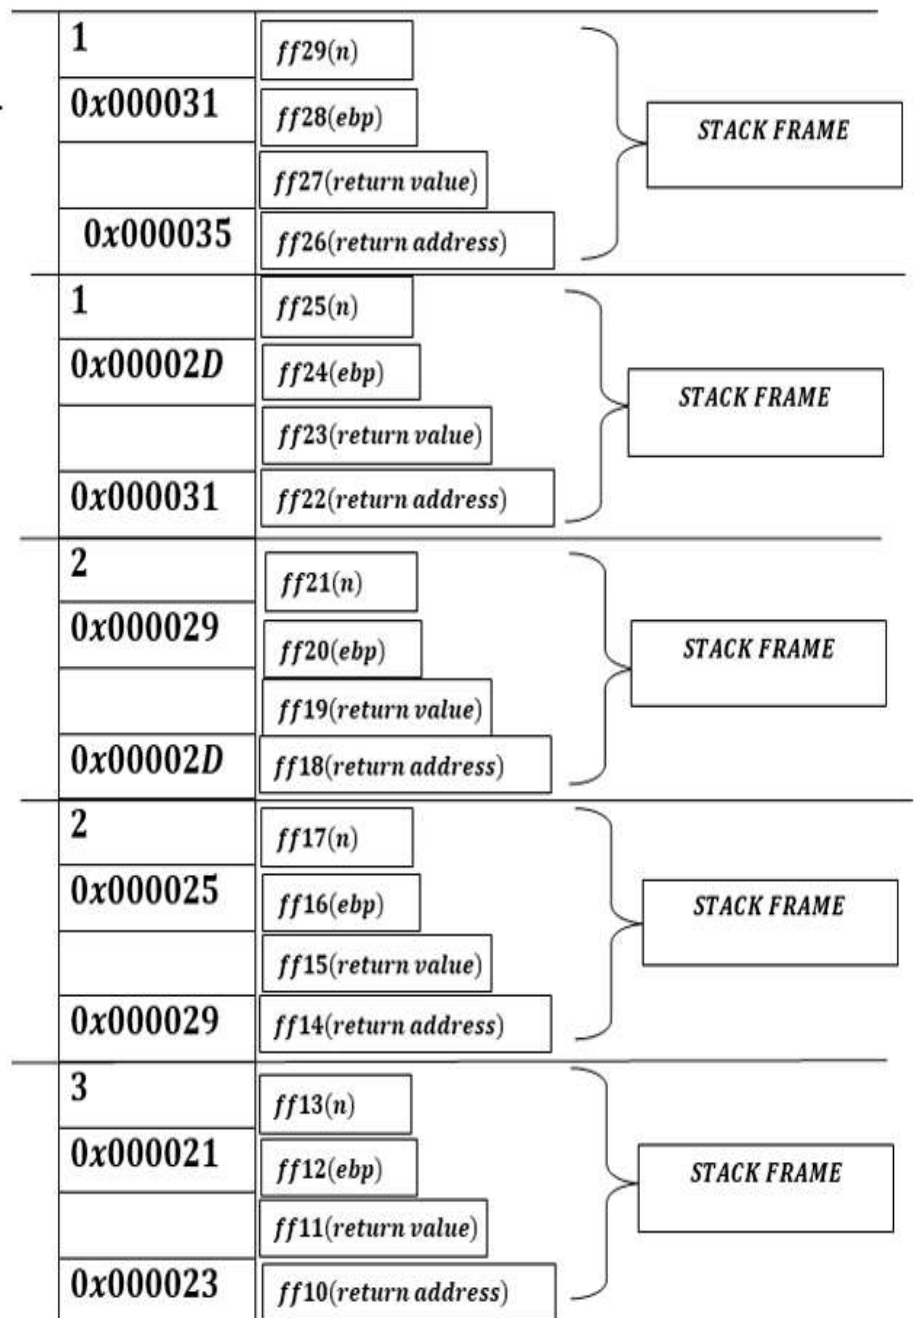 1 ff29(n)
0x000031 ff28(ebp) STACK FRAME
ff27(return value)
0x000035 ff26(return address)
1 ff25(n)
0x00002D ff24(ebp) STACK FRAME
ff23(return value)
0x000031 ff22(return address)
2 ff21(n)
0x000029 ff20(ebp) STACK FRAME
ff19(return value)
0x00002D ff18(return address)
2 ff17(n)
0x000025 ff16(ebp) STACK FRAME
ff15(return value)
0x000029 ff14(return address)
3 ff13(n)
0x000021 ff12(ebp) STACK FRAME
ff11(return value)
0x000023 ff10(return address)